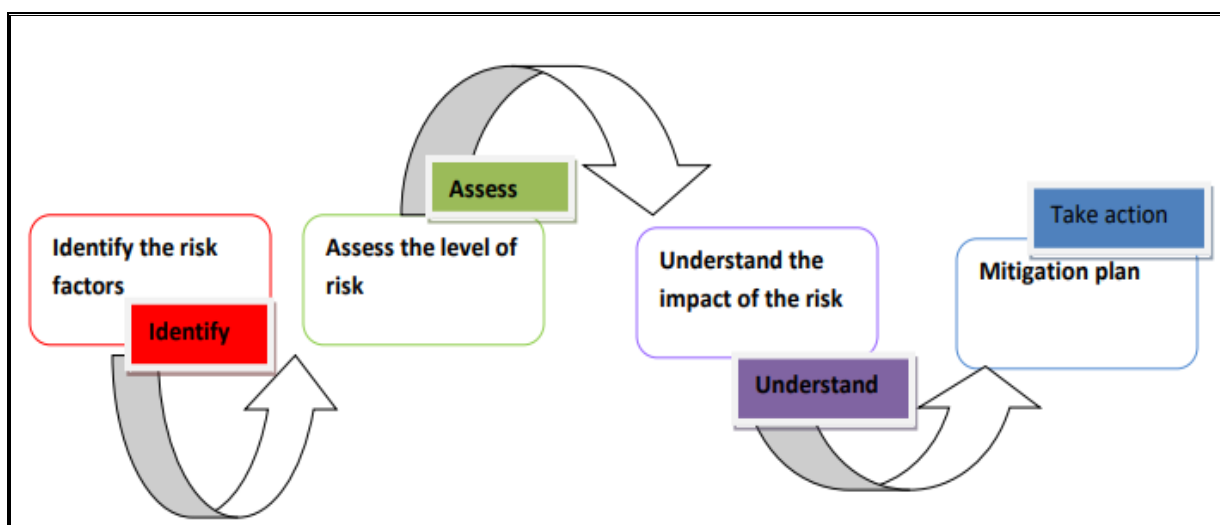 Identify the risk
factors
Identify
Assess
Assess the level of
risk
Understand the
impact of the risk
Understand
Take action
Mitigation plan